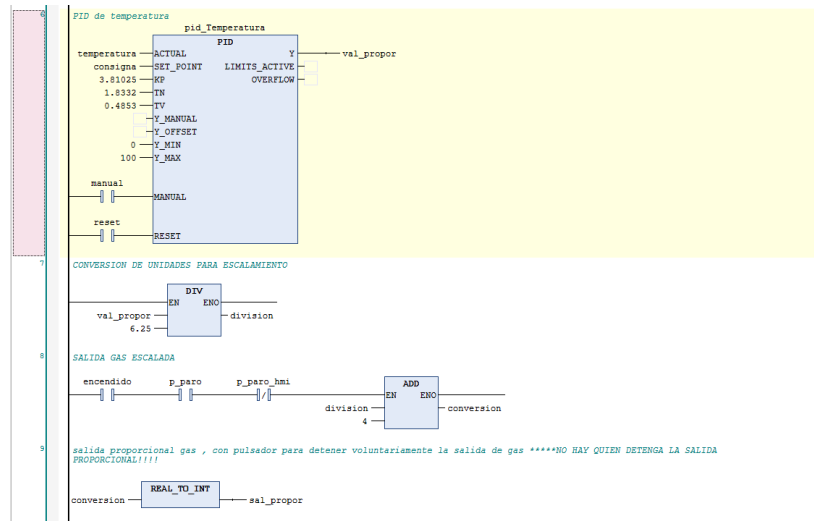 6
PID de temperatura
pid_Temperatura
PID
temperatura ACTUAL Y val_propor
consigna SET_POINT LIMITS_ACTIVE
3.81025 KP OVERFLOW
1.8332 TN
0.4853 TV
Y_MANUAL
Y_OFFSET
0 Y_MIN
100 Y_MAX
manual
MANUAL
reset
RESET
7
CONVERSION DE UNIDADES PARA ESCALAMIENTO
DIV
EN ENO
val_propor division
6.25
8
SALIDA GAS ESCALADA
encendido p_paro p_paro_hmi
ADD
EN ENO
division conversion
4
9
salida proporcional gas , con pulsador para detener voluntariamente la salida de gas *****NO HAY QUIEN DETENGA LA SALIDA
PROPORCIONAL!!!!
REAL_TO_INT
conversion sal_propor